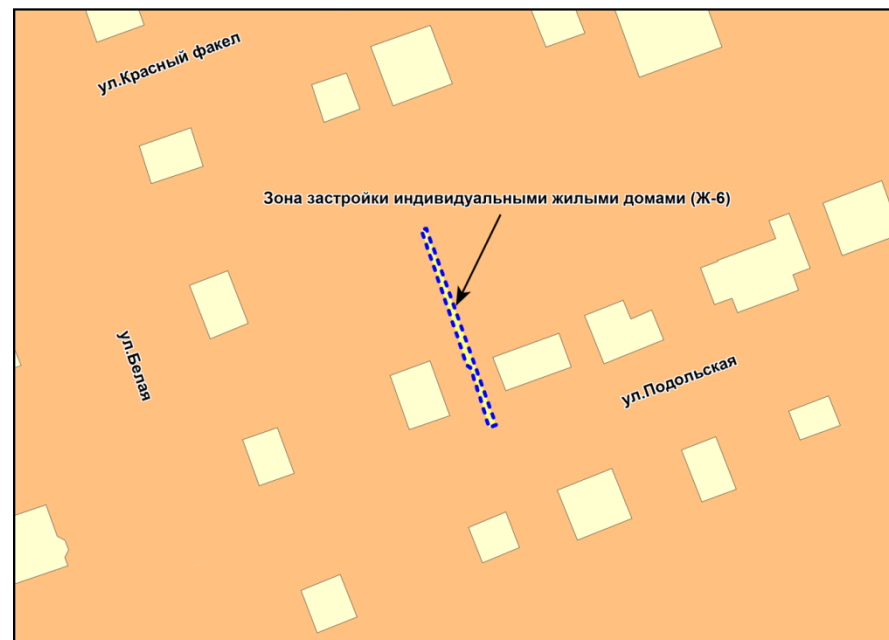 ул.Красный факел
Зона застройки индивидуальными жилыми домами (Ж-6)
ул.Белая
ул.Подольская